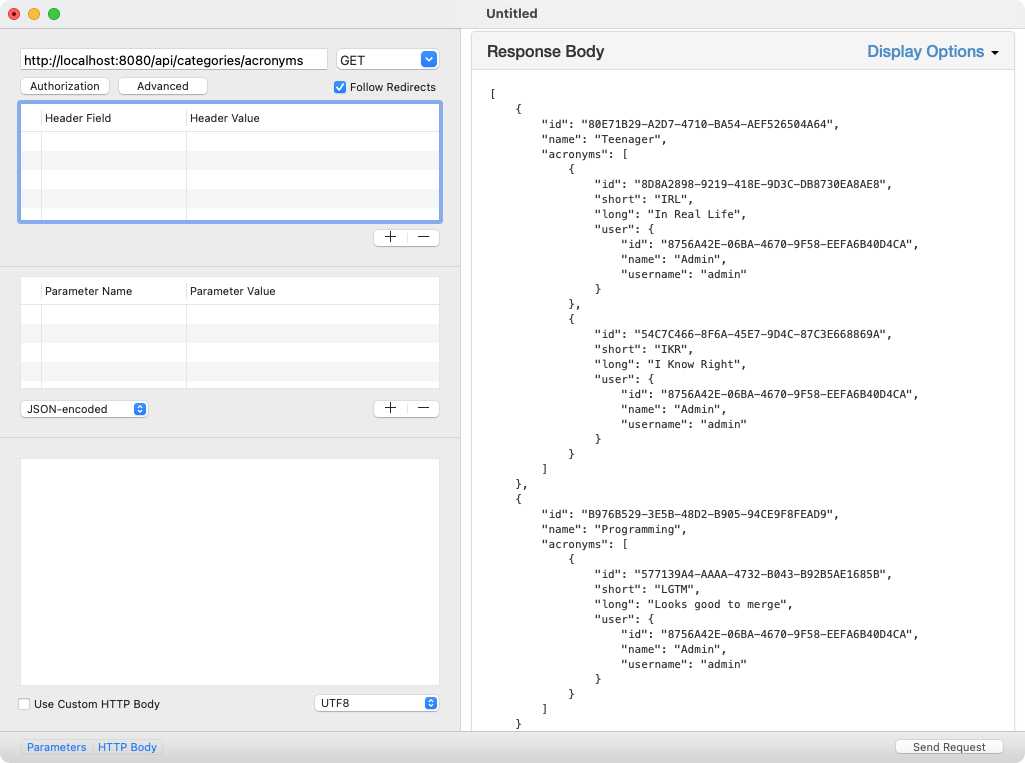 Untitled
http://localhost:8080/api/categories/acronyms
GET
Authorization
Advanced
Follow Redirects
Header Field
Header Value
Parameter Name
Parameter Value
JSON-encoded
Use Custom HTTP Body
UTF8
Parameters
HTTP Body
Response Body
Display Options
[
{
"id": "80E71B29-A2D7-4710-BA54-AEF526504A64",
"name": "Teenager",
"acronyms": [
{
"id": "8D8A2898-9219-418E-9D3C-DB8730EA8AE8",
"short": "IRL",
"long": "In Real Life",
"user": {
"id": "8756A42E-06BA-4670-9F58-EEFA6B40D4CA",
"name": "Admin",
"username": "admin"
}
},
{
"id": "54C7C466-8F6A-45E7-9D4C-87C3E668869A",
"short": "IKR",
"long": "I Know Right",
"user": {
"id": "8756A42E-06BA-4670-9F58-EEFA6B40D4CA",
"name": "Admin",
"username": "admin"
}
}
]
},
{
"id": "B976B529-3E5B-48D2-B905-94CE9F8FEAD9",
"name": "Programming",
"acronyms": [
{
"id": "577139A4-AAAA-4732-B043-B92B5AE1685B",
"short": "LGTM",
"long": "Looks good to merge",
"user": {
"id": "8756A42E-06BA-4670-9F58-EEFA6B40D4CA",
"name": "Admin",
"username": "admin"
}
}
]
}
Send Request